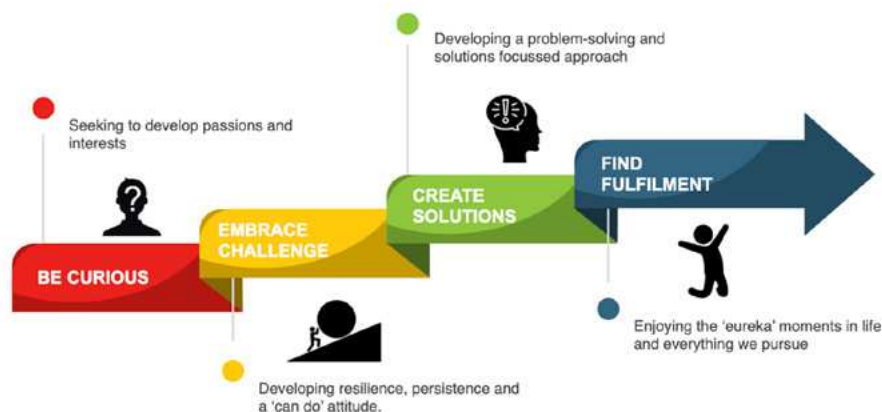 Developing a problem-solving and
solutions focussed approach
Seeking to develop passions and
interests
?
!
FIND
FULFILMENT
CREATE
SOLUTIONS
EMBRACE
CHALLENGE
BE CURIOUS
Enjoying the 'eureka' moments in life
and everything we pursue
Developing resilience, persistence and
a 'can do' attitude.